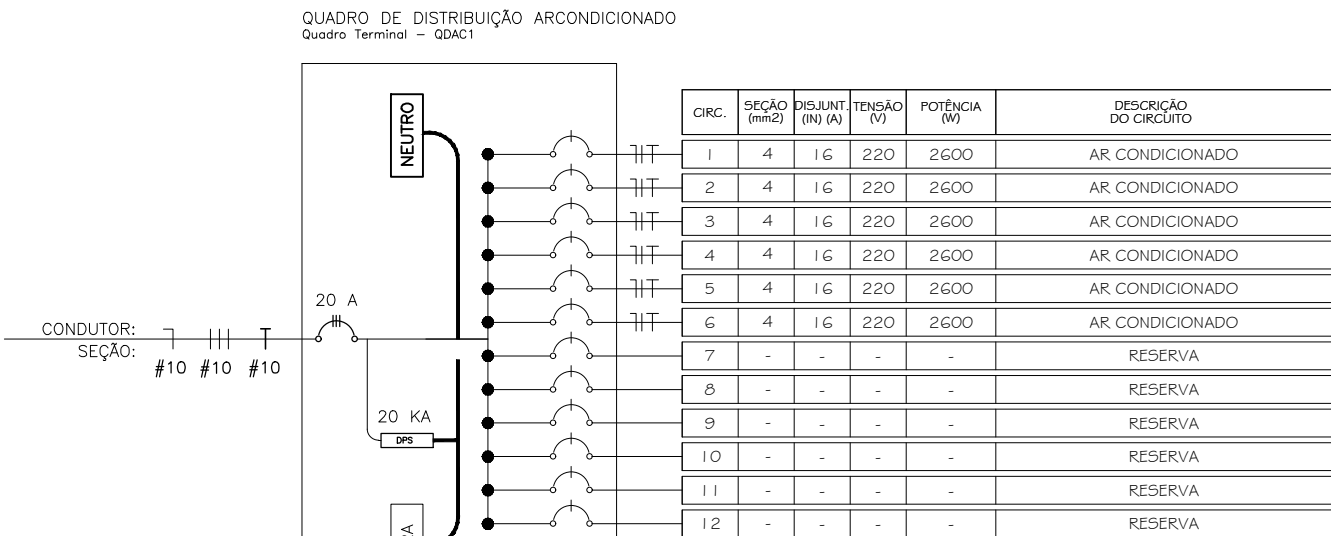 QUADRO DE DISTRIBUIÇÃO ARCONDICIONADO
Quadro Terminal - QDAC1
NEUTRO
20 A
CONDUTOR:
SEÇÃO:
#10 #10 #10
20 KA
DPS
CIRC. SEÇÃO (mm2) DISJUNT. (IN) (A) TENSÃO (V) POTÊNCIA (W) DESCRIÇÃO DO CIRCUITO
1 4 16 220 2600 AR CONDICIONADO
2 4 16 220 2600 AR CONDICIONADO
3 4 16 220 2600 AR CONDICIONADO
4 4 16 220 2600 AR CONDICIONADO
5 4 16 220 2600 AR CONDICIONADO
6 4 16 220 2600 AR CONDICIONADO
7 - - - - RESERVA
8 - - - - RESERVA
9 - - - - RESERVA
10 - - - - RESERVA
11 - - - - RESERVA
12 - - - - RESERVA